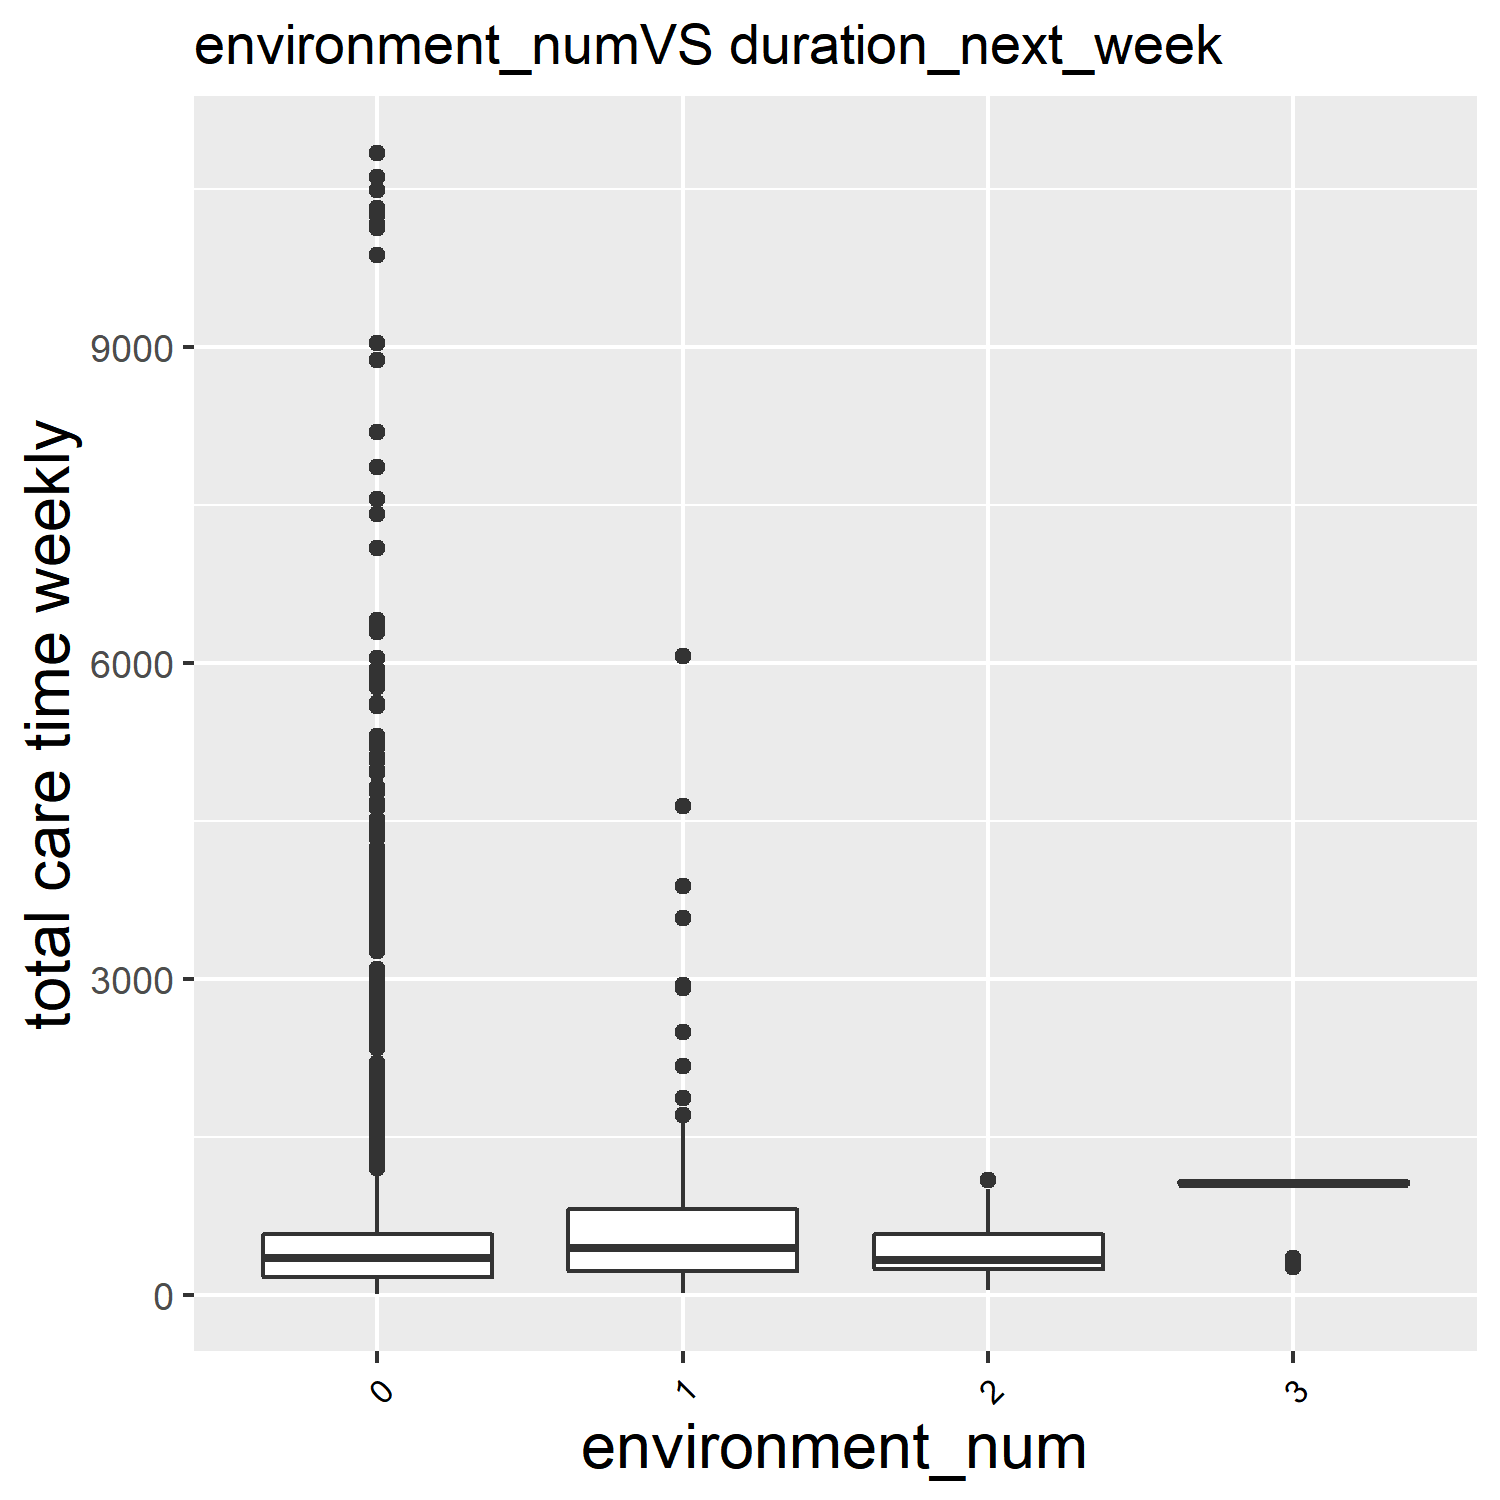 environment_numVS duration_next_week
total care time weekly
9000
6000
3000
0
0
1
2
3
environment_num